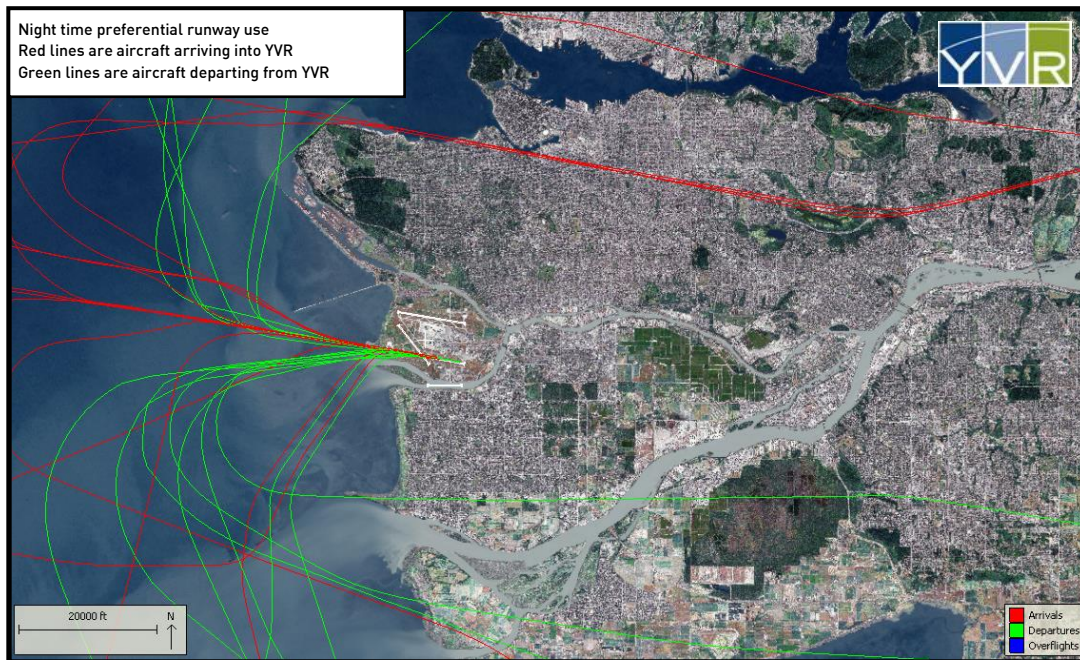 Night time preferential runway use
Red lines are aircraft arriving into YVR
Green lines are aircraft departing from YVR
YVR
20000 ft
N
Arrivals
Departures
Overflights